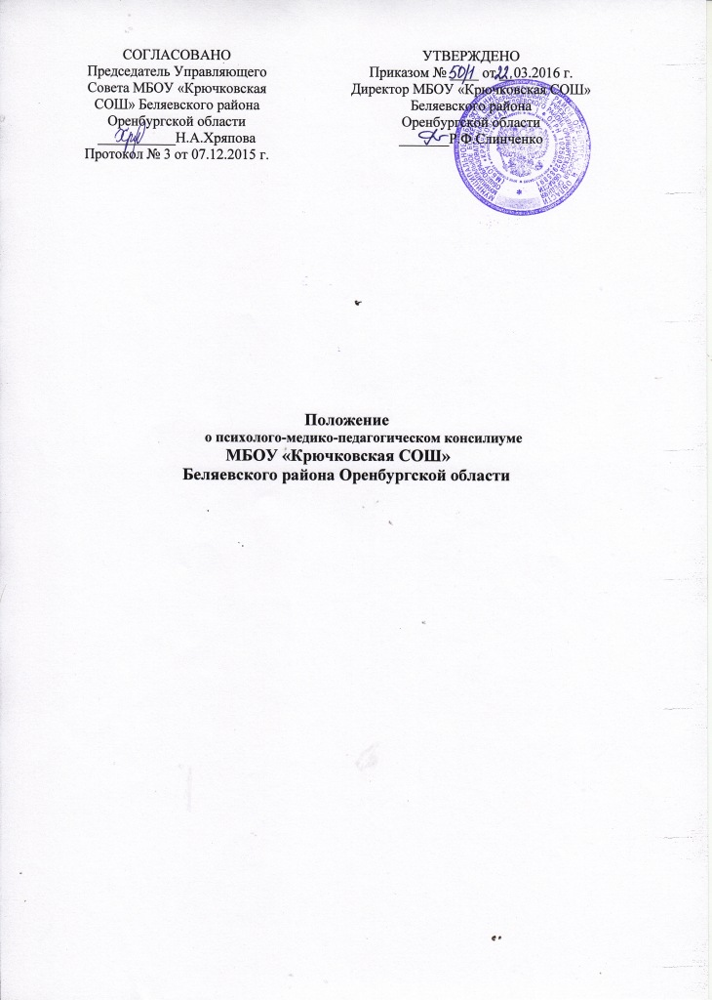 СОГЛАСОВАНО
Председатель Управляющего
Совета МБОУ «Крючковская
СОШ» Беляевского района
Оренбургской области
___________Н.А.Хряпова
Протокол № 3 от 07.12.2015 г.
УТВЕРЖДЕНО
Приказом № 50/1 от 22.03.2016 г.
Директор МБОУ «Крючковская СОШ»
Беляевского района
Оренбургской области
_______Р.Ф.Слинченко
Положение
о психолого-медико-педагогическом консилиуме
МБОУ «Крючковская СОШ»
Беляевского района Оренбургской области